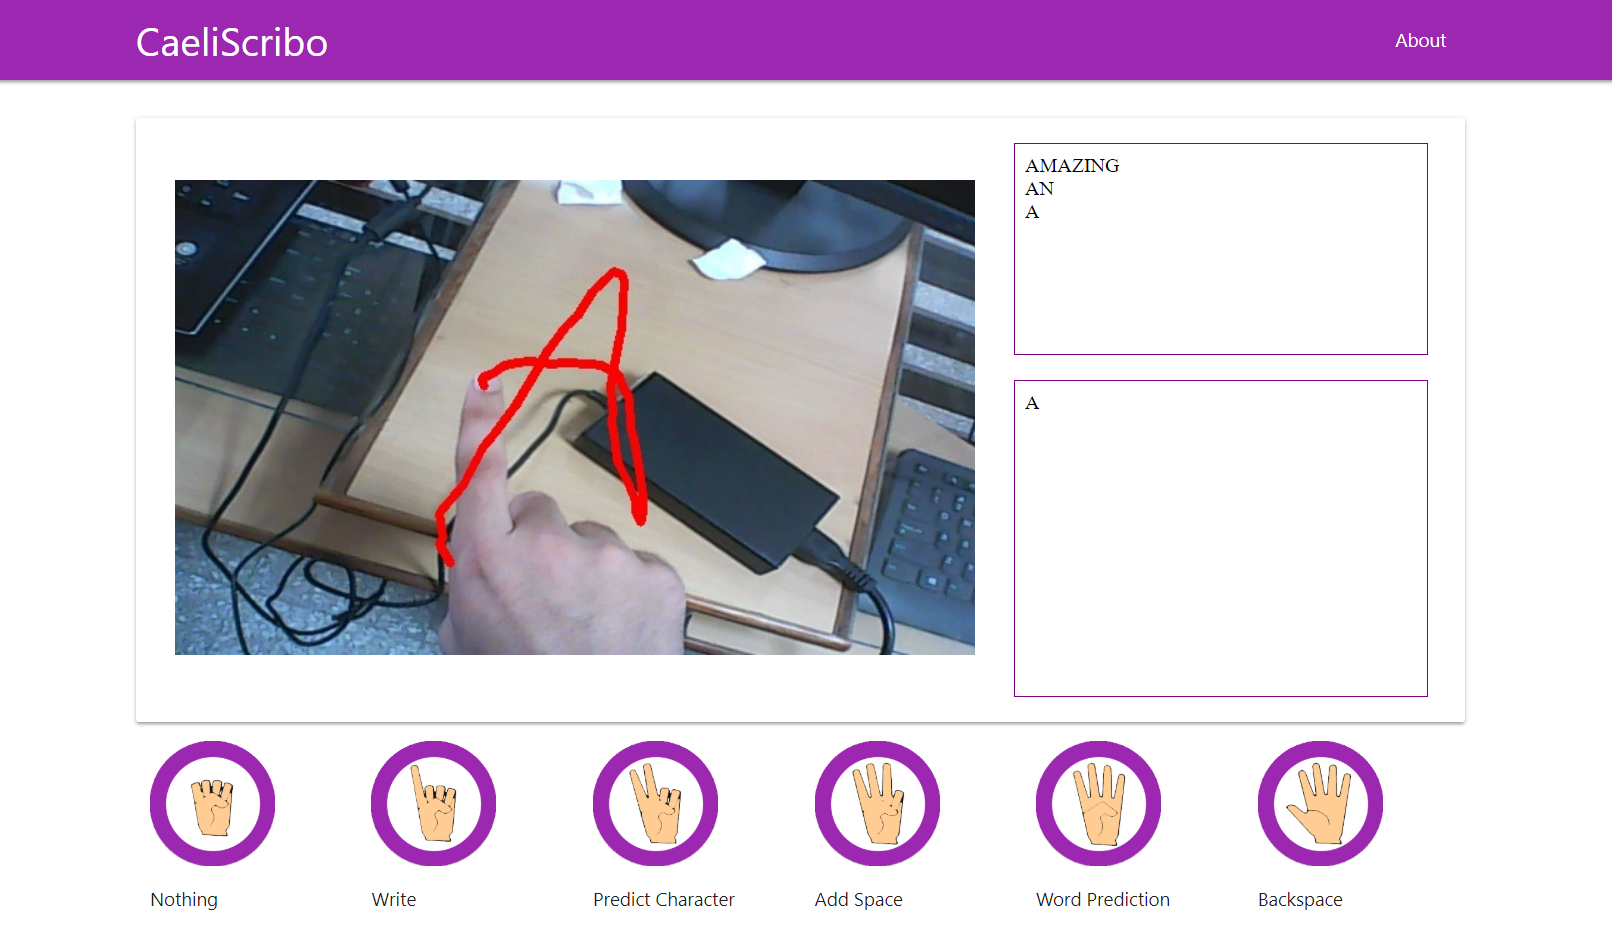 CaeliScribo
About
AMAZING
AN
A
A
A
Nothing
Write
Predict Character
Add Space
Word Prediction
Backspace